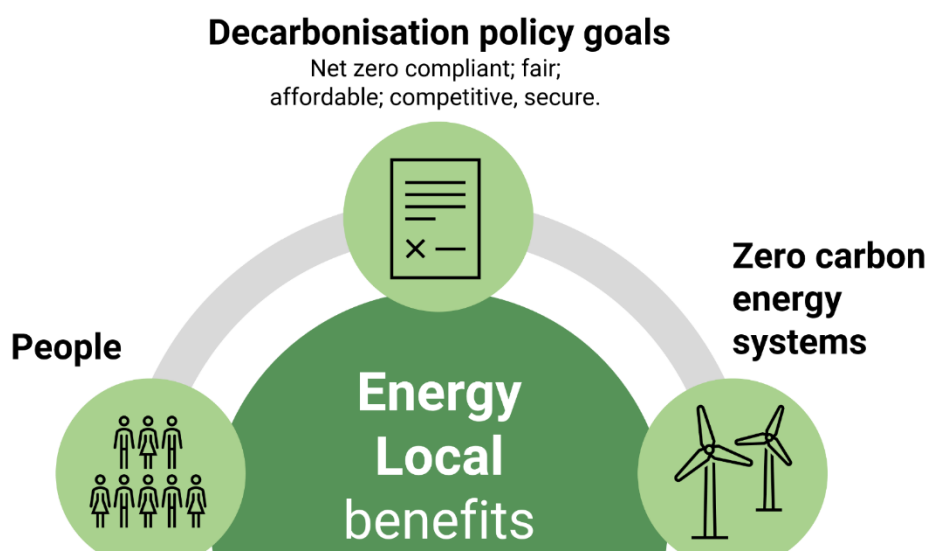 Decarbonisation policy goals
Net zero compliant; fair;
affordable; competitive, secure.
Zero carbon
energy
systems
People
Energy
Local
benefits